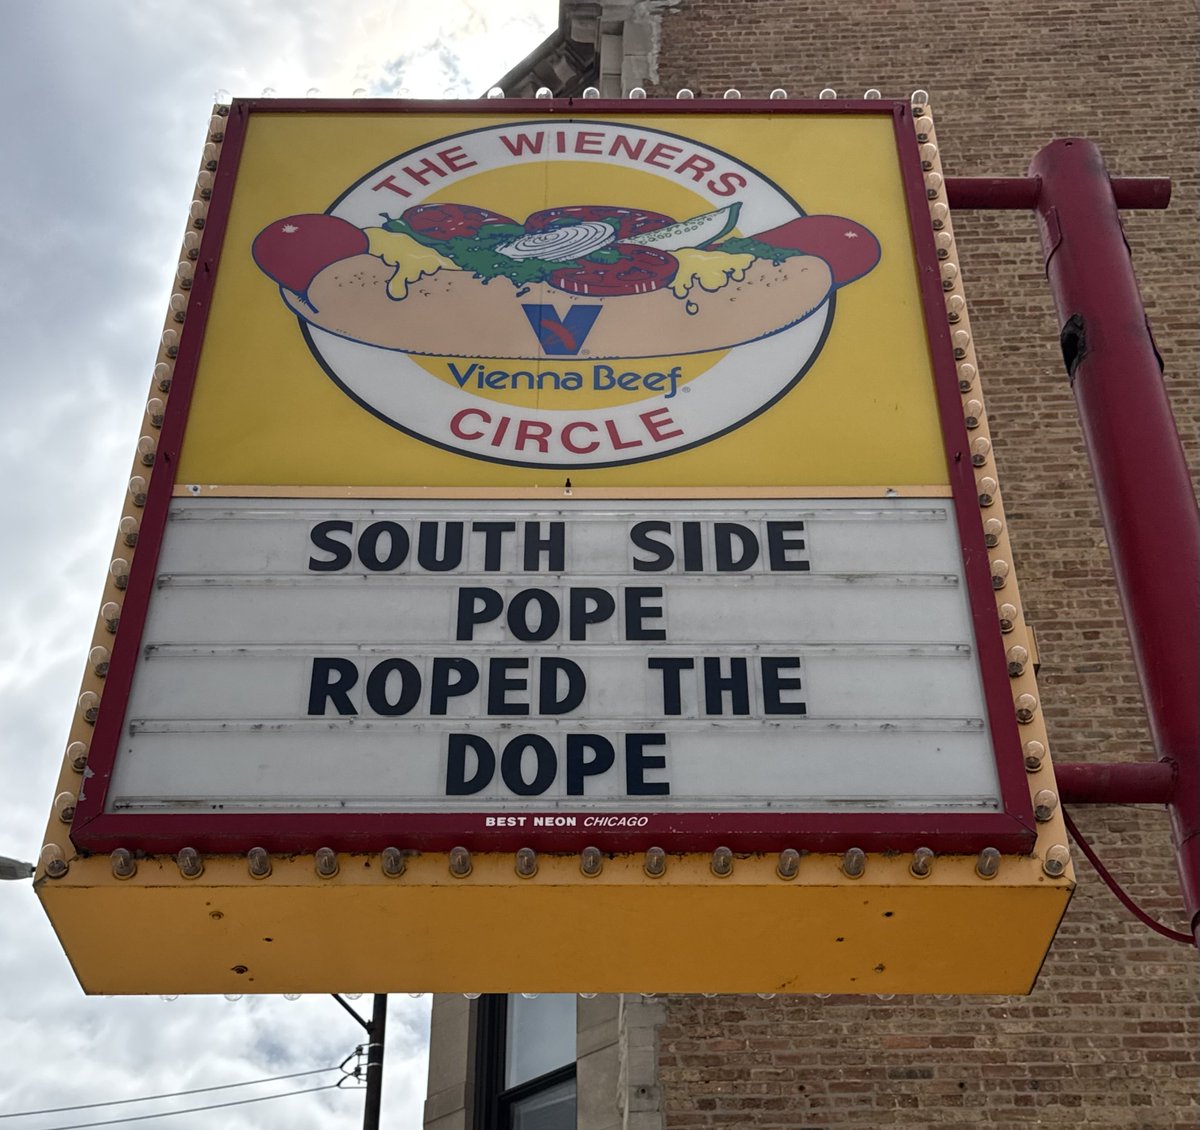 THE WIENERS
V
Vienna Beef®
CIRCLE
SOUTH SIDE
POPE
ROPED THE
DOPE
BEST NEON CHICAGO